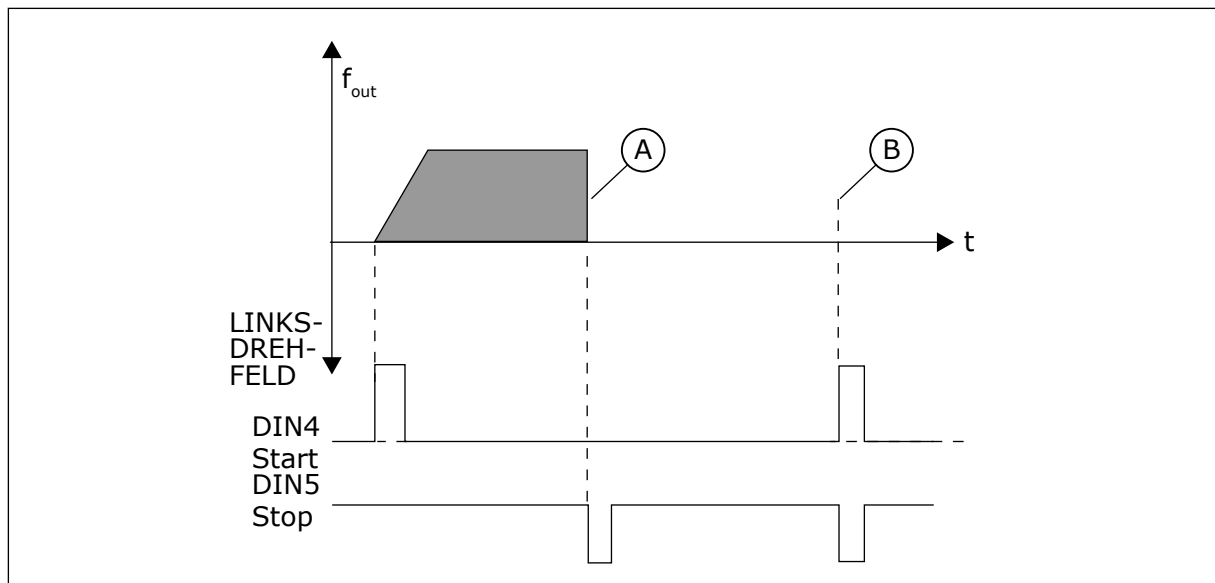 f out
A
B
t
LINKS-
DREH-
FELD
DIN4
Start
DIN5
Stop